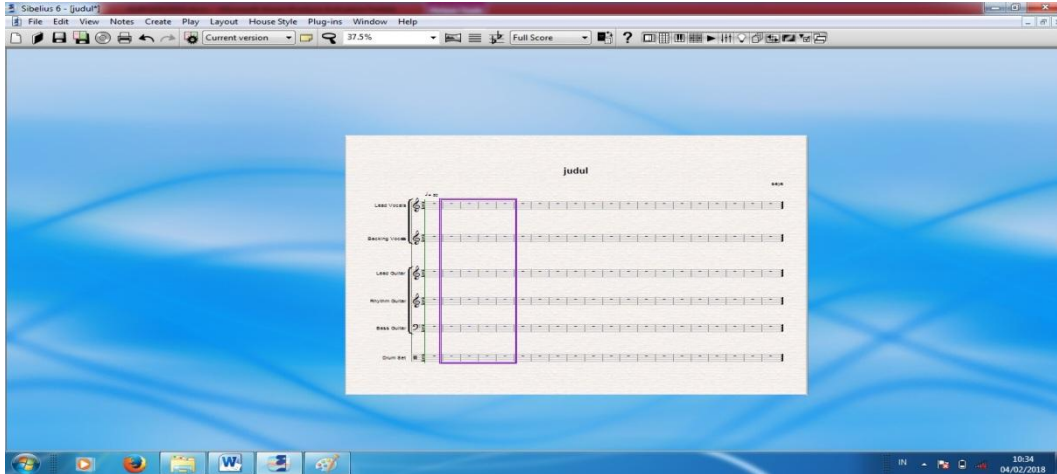 Sibelius 6 - [judul*]
File Edit View Notes Create Play Layout House Style Plug-ins Window Help
Current version 37.5% Full Score ?
judul
saya
Lead Vocals
Backing Vocals
Lead Guitar
Rhythm Guitar
Bass Guitar
Drum Set
W
IN 10:34
04/02/2018